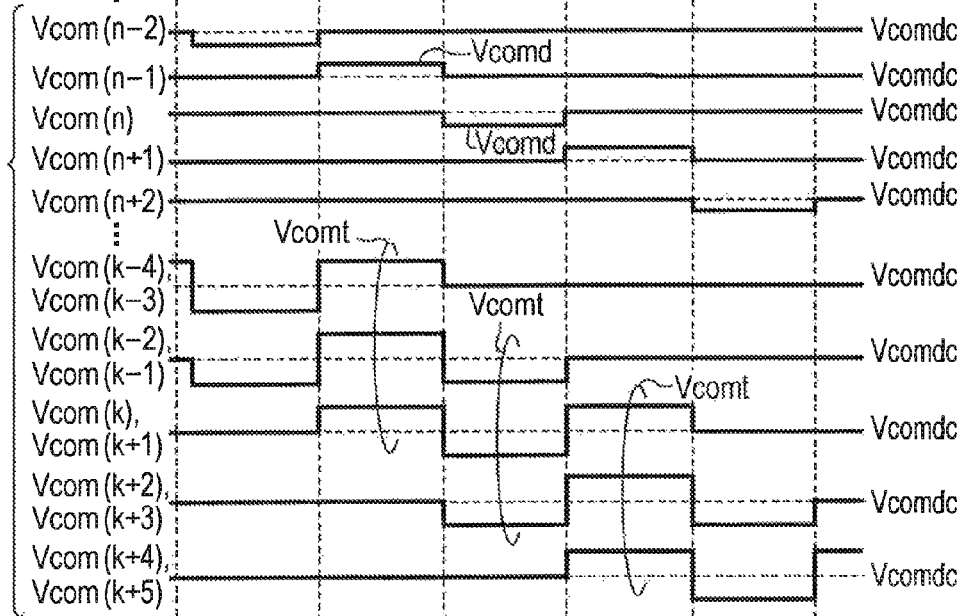 Vcom (n−2) Vcomdc
Vcomd
Vcom (n−1) Vcomdc
Vcom (n) Vcomdc
Vcomd
Vcom (n+1) Vcomdc
Vcom (n+2) Vcomdc
Vcomt
Vcom (k−4),
Vcom (k−3) Vcomdc
Vcomt
Vcom (k−2),
Vcom (k−1) Vcomdc
Vcomt
Vcom (k),
Vcom (k+1) Vcomdc
Vcom (k+2),
Vcom (k+3) Vcomdc
Vcom (k+4),
Vcom (k+5) Vcomdc